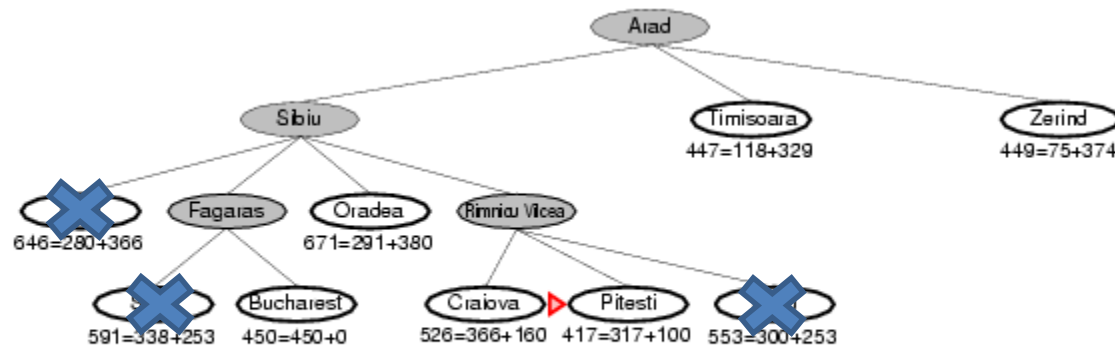 Arad
Sibiu
Timisoara
Zerind
447=118+329
449=75+374
Fagaras
Oradea
Rimnicu Vilcea
646=280+366
671=291+380
Bucharest
Craiova
Pitesti
591=338+253
450=450+0
526=366+160
417=317+100
553=300+253